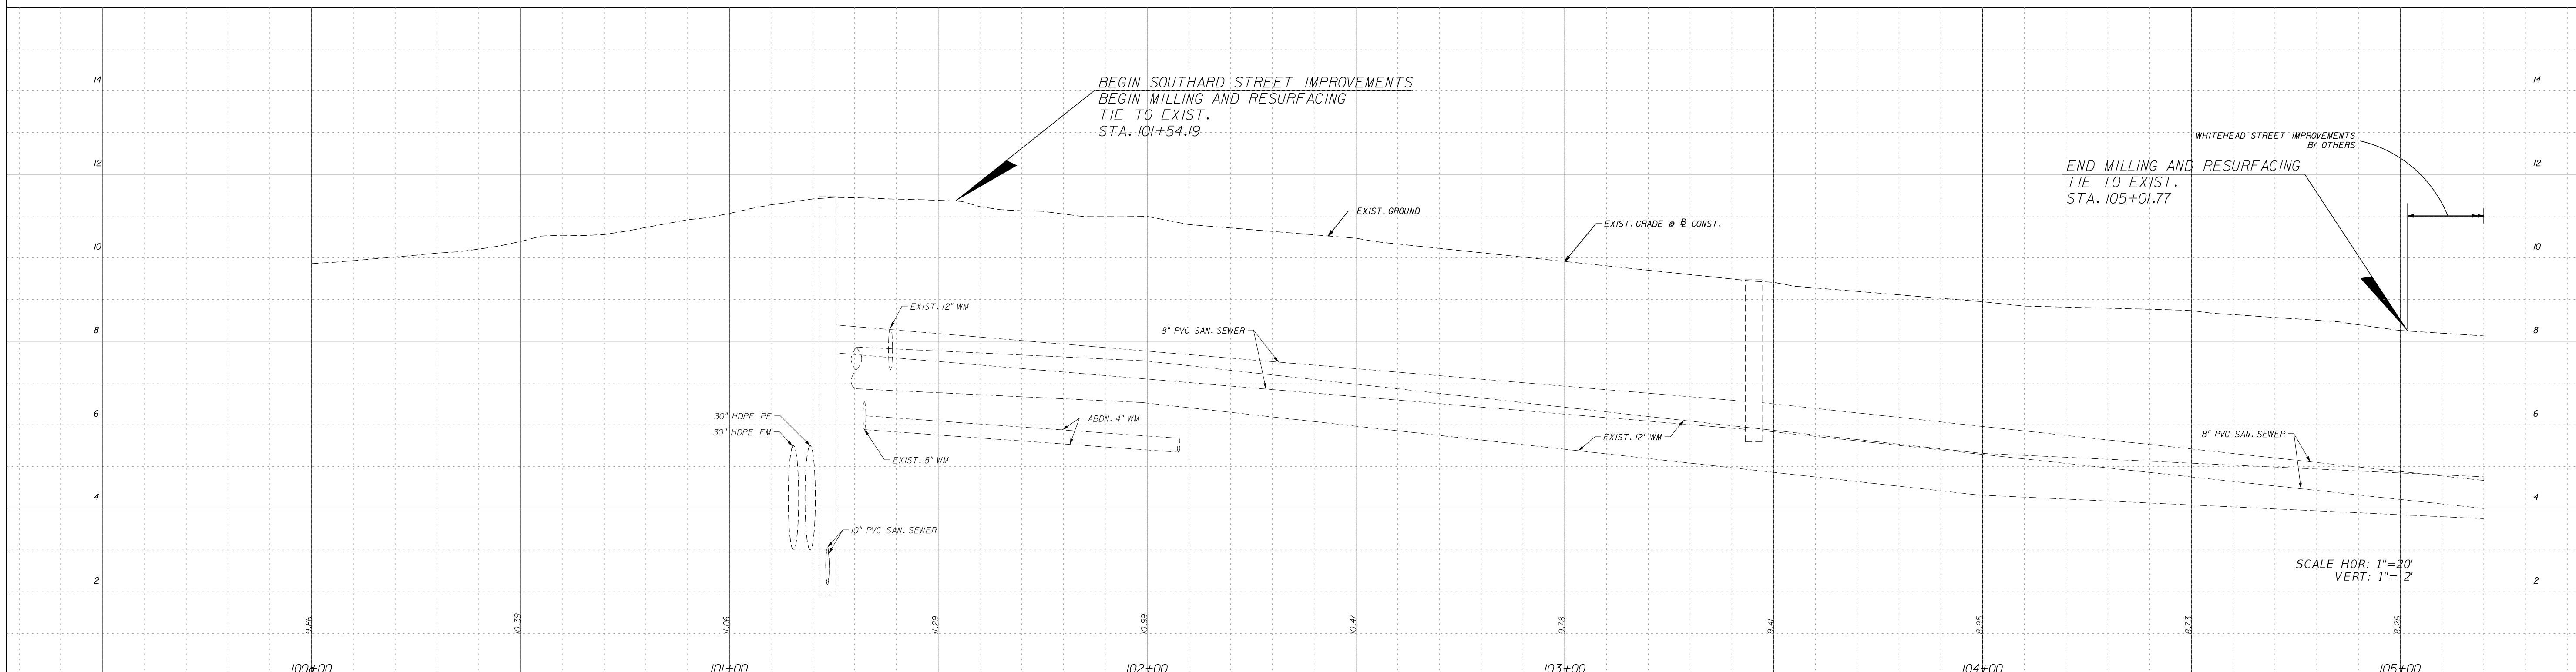 14
14
BEGIN SOUTHARD STREET IMPROVEMENTS
BEGIN MILLING AND RESURFACING
TIE TO EXIST.
STA. 101+54.19
WHITEHEAD STREET IMPROVEMENTS
BY OTHERS
12
12
END MILLING AND RESURFACING
TIE TO EXIST.
STA. 105+01.77
EXIST. GROUND
EXIST. GRADE @ ℄ CONST.
10
10
EXIST. 12" WM
8
8
8" PVC SAN. SEWER
6
6
30" HDPE PE
30" HDPE FM
ABDN. 4" WM
EXIST. 12" WM
8" PVC SAN. SEWER
EXIST. 8" WM
4
4
10" PVC SAN. SEWER
SCALE HOR: 1"=20'
VERT: 1"= 2'
2
2
9.86
10.39
11.06
11.29
10.99
10.47
9.78
9.41
8.95
8.73
8.26
100+00
101+00
102+00
103+00
104+00
105+00